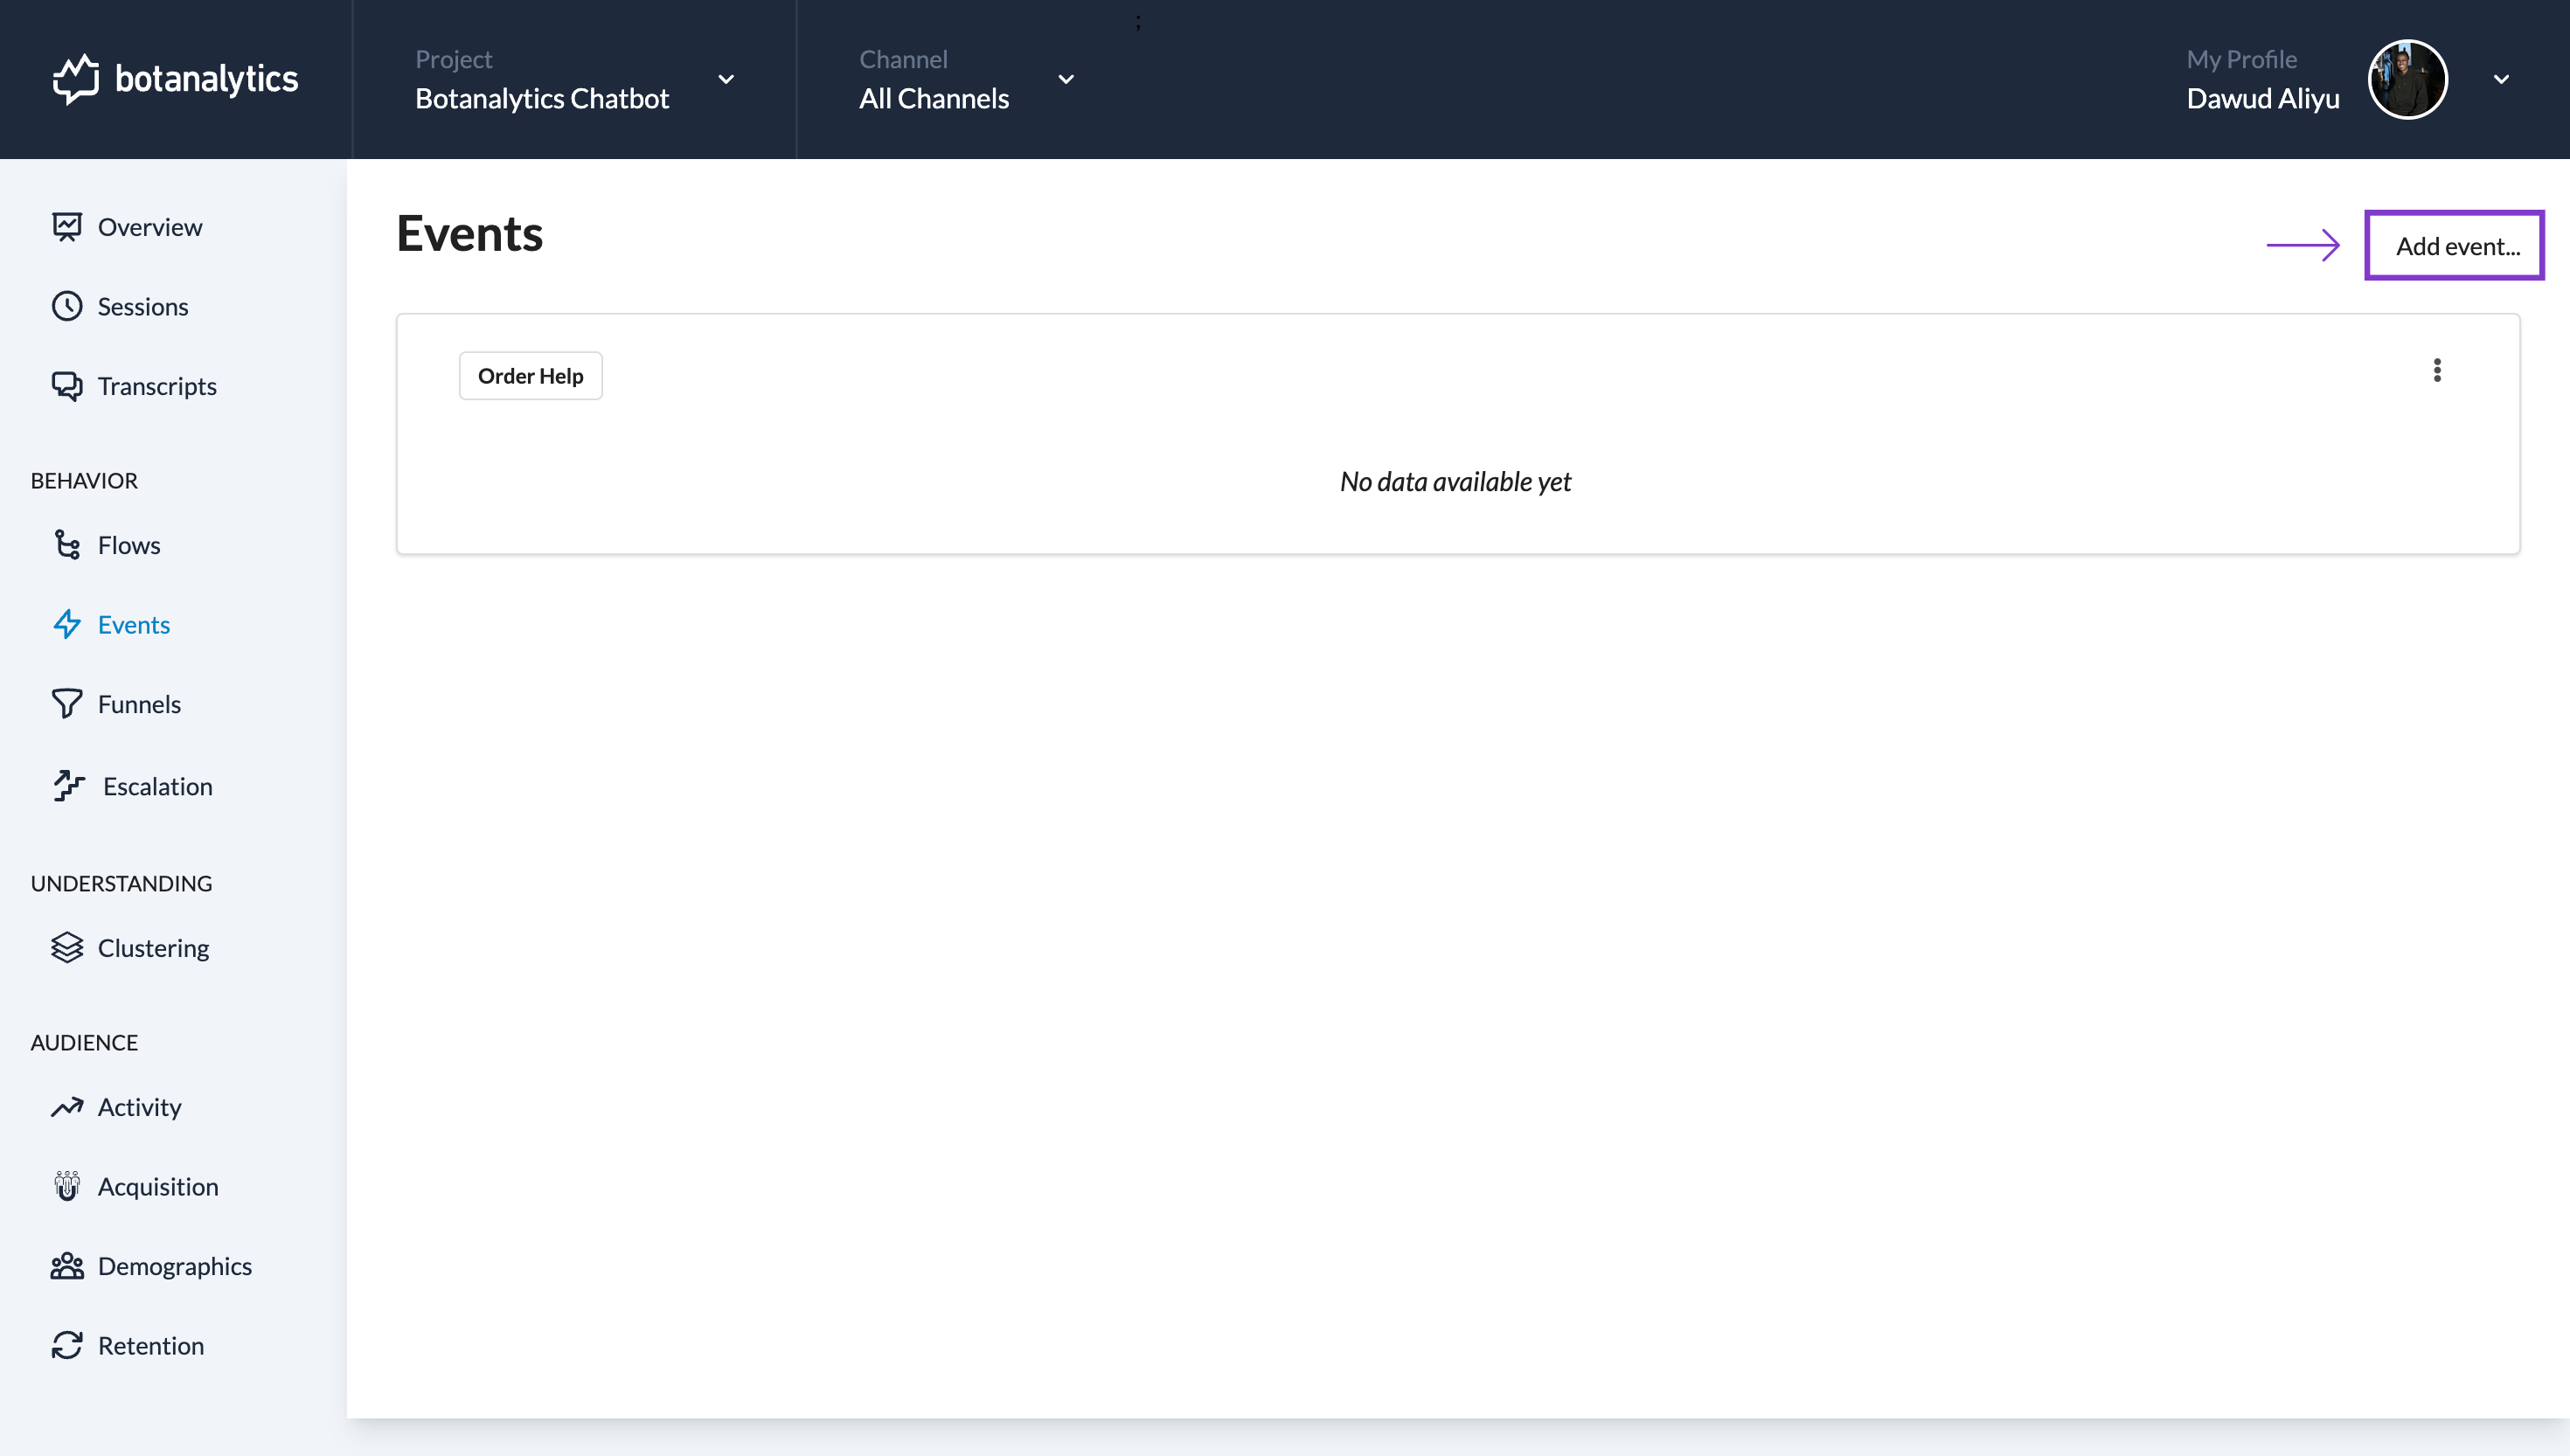 botanalytics
Project
Botanalytics Chatbot
Channel
All Channels
;
My Profile
Dawud Aliyu
Overview
Sessions
Transcripts
BEHAVIOR
Flows
Events
Funnels
Escalation
UNDERSTANDING
Clustering
AUDIENCE
Activity
Acquisition
Demographics
Retention
Events
Add event...
Order Help
No data available yet